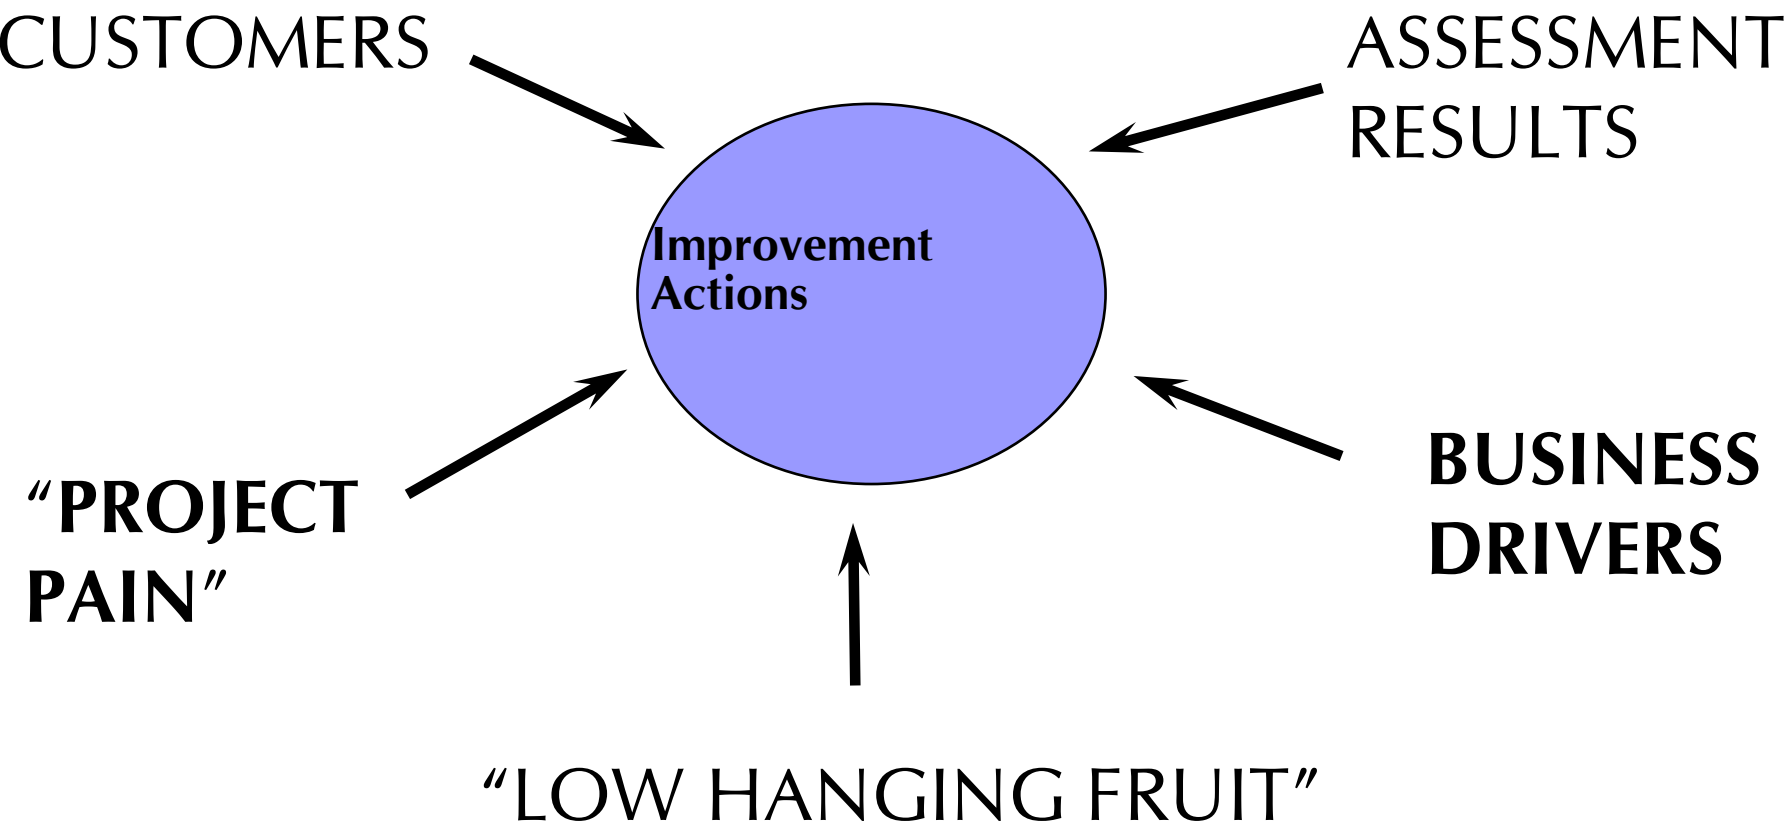 CUSTOMERS
ASSESSMENT
RESULTS
Improvement
Actions
“PROJECT
PAIN”
BUSINESS
DRIVERS
“LOW HANGING FRUIT”